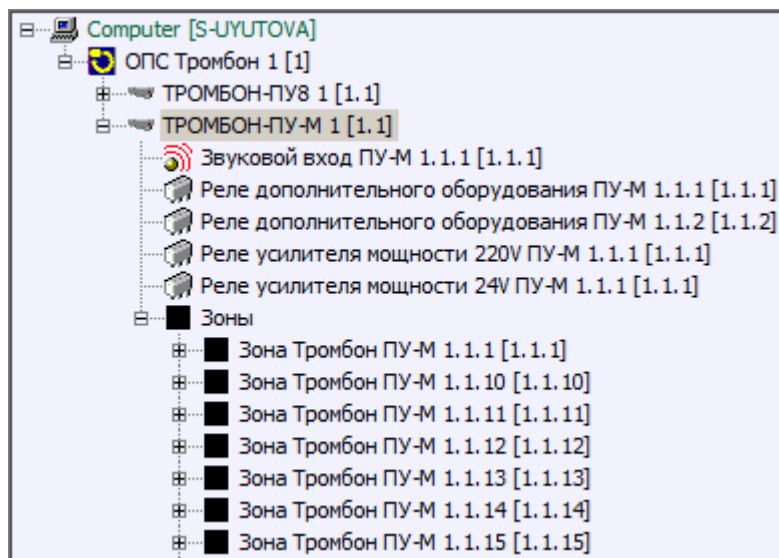 Computer [S-UYUTOVA]
ОПС Тромбон 1 [1]
ТРОМБОН-ПУ8 1 [1.1]
ТРОМБОН-ПУ-М 1 [1.1]
Звуковой вход ПУ-М 1.1.1 [1.1.1]
Реле дополнительного оборудования ПУ-М 1.1.1 [1.1.1]
Реле дополнительного оборудования ПУ-М 1.1.2 [1.1.2]
Реле усилителя мощности 220V ПУ-М 1.1.1 [1.1.1]
Реле усилителя мощности 24V ПУ-М 1.1.1 [1.1.1]
Зоны
Зона Тромбон ПУ-М 1.1.1 [1.1.1]
Зона Тромбон ПУ-М 1.1.10 [1.1.10]
Зона Тромбон ПУ-М 1.1.11 [1.1.11]
Зона Тромбон ПУ-М 1.1.12 [1.1.12]
Зона Тромбон ПУ-М 1.1.13 [1.1.13]
Зона Тромбон ПУ-М 1.1.14 [1.1.14]
Зона Тромбон ПУ-М 1.1.15 [1.1.15]